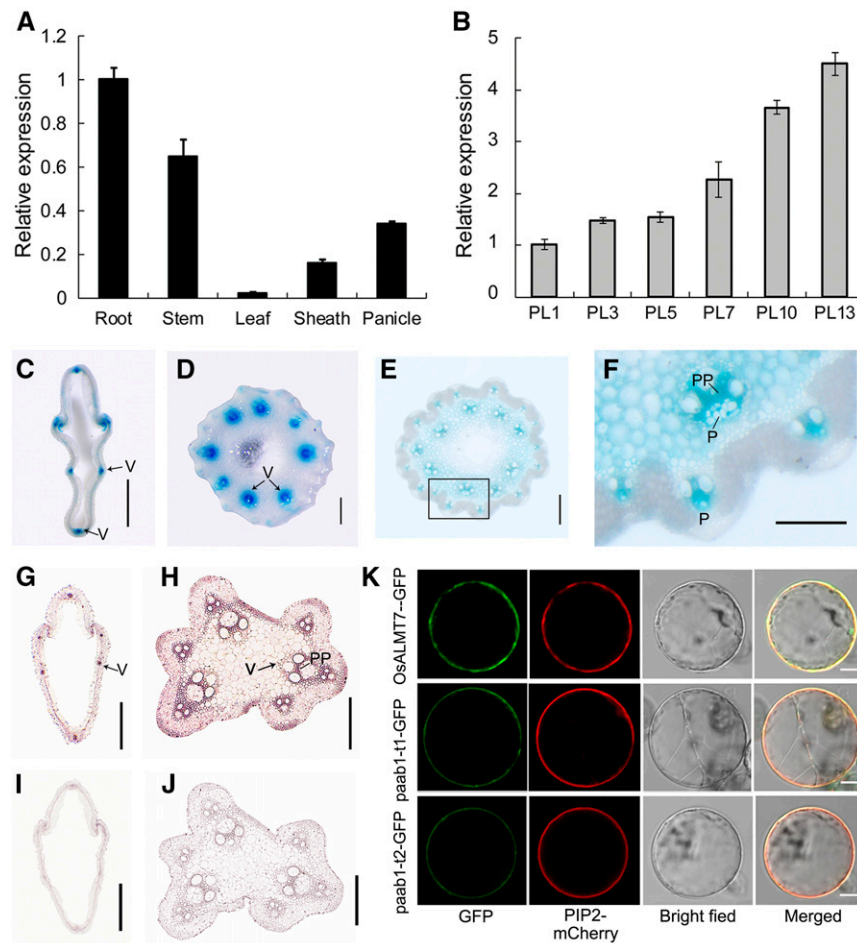 A
Relative expression
1.2
1
0.8
0.6
0.4
0.2
0
Root Stem Leaf Sheath Panicle
B
Relative expression
5
4
3
2
1
0
PL1 PL3 PL5 PL7 PL10 PL13
C
V
V
D
V
E
F
PP
P
P
G
V
H
V PP
I
J
K
OsALMT7--GFP
paab1-t1-GFP
paab1-t2-GFP
GFP PIP2-mCherry Bright fied Merged